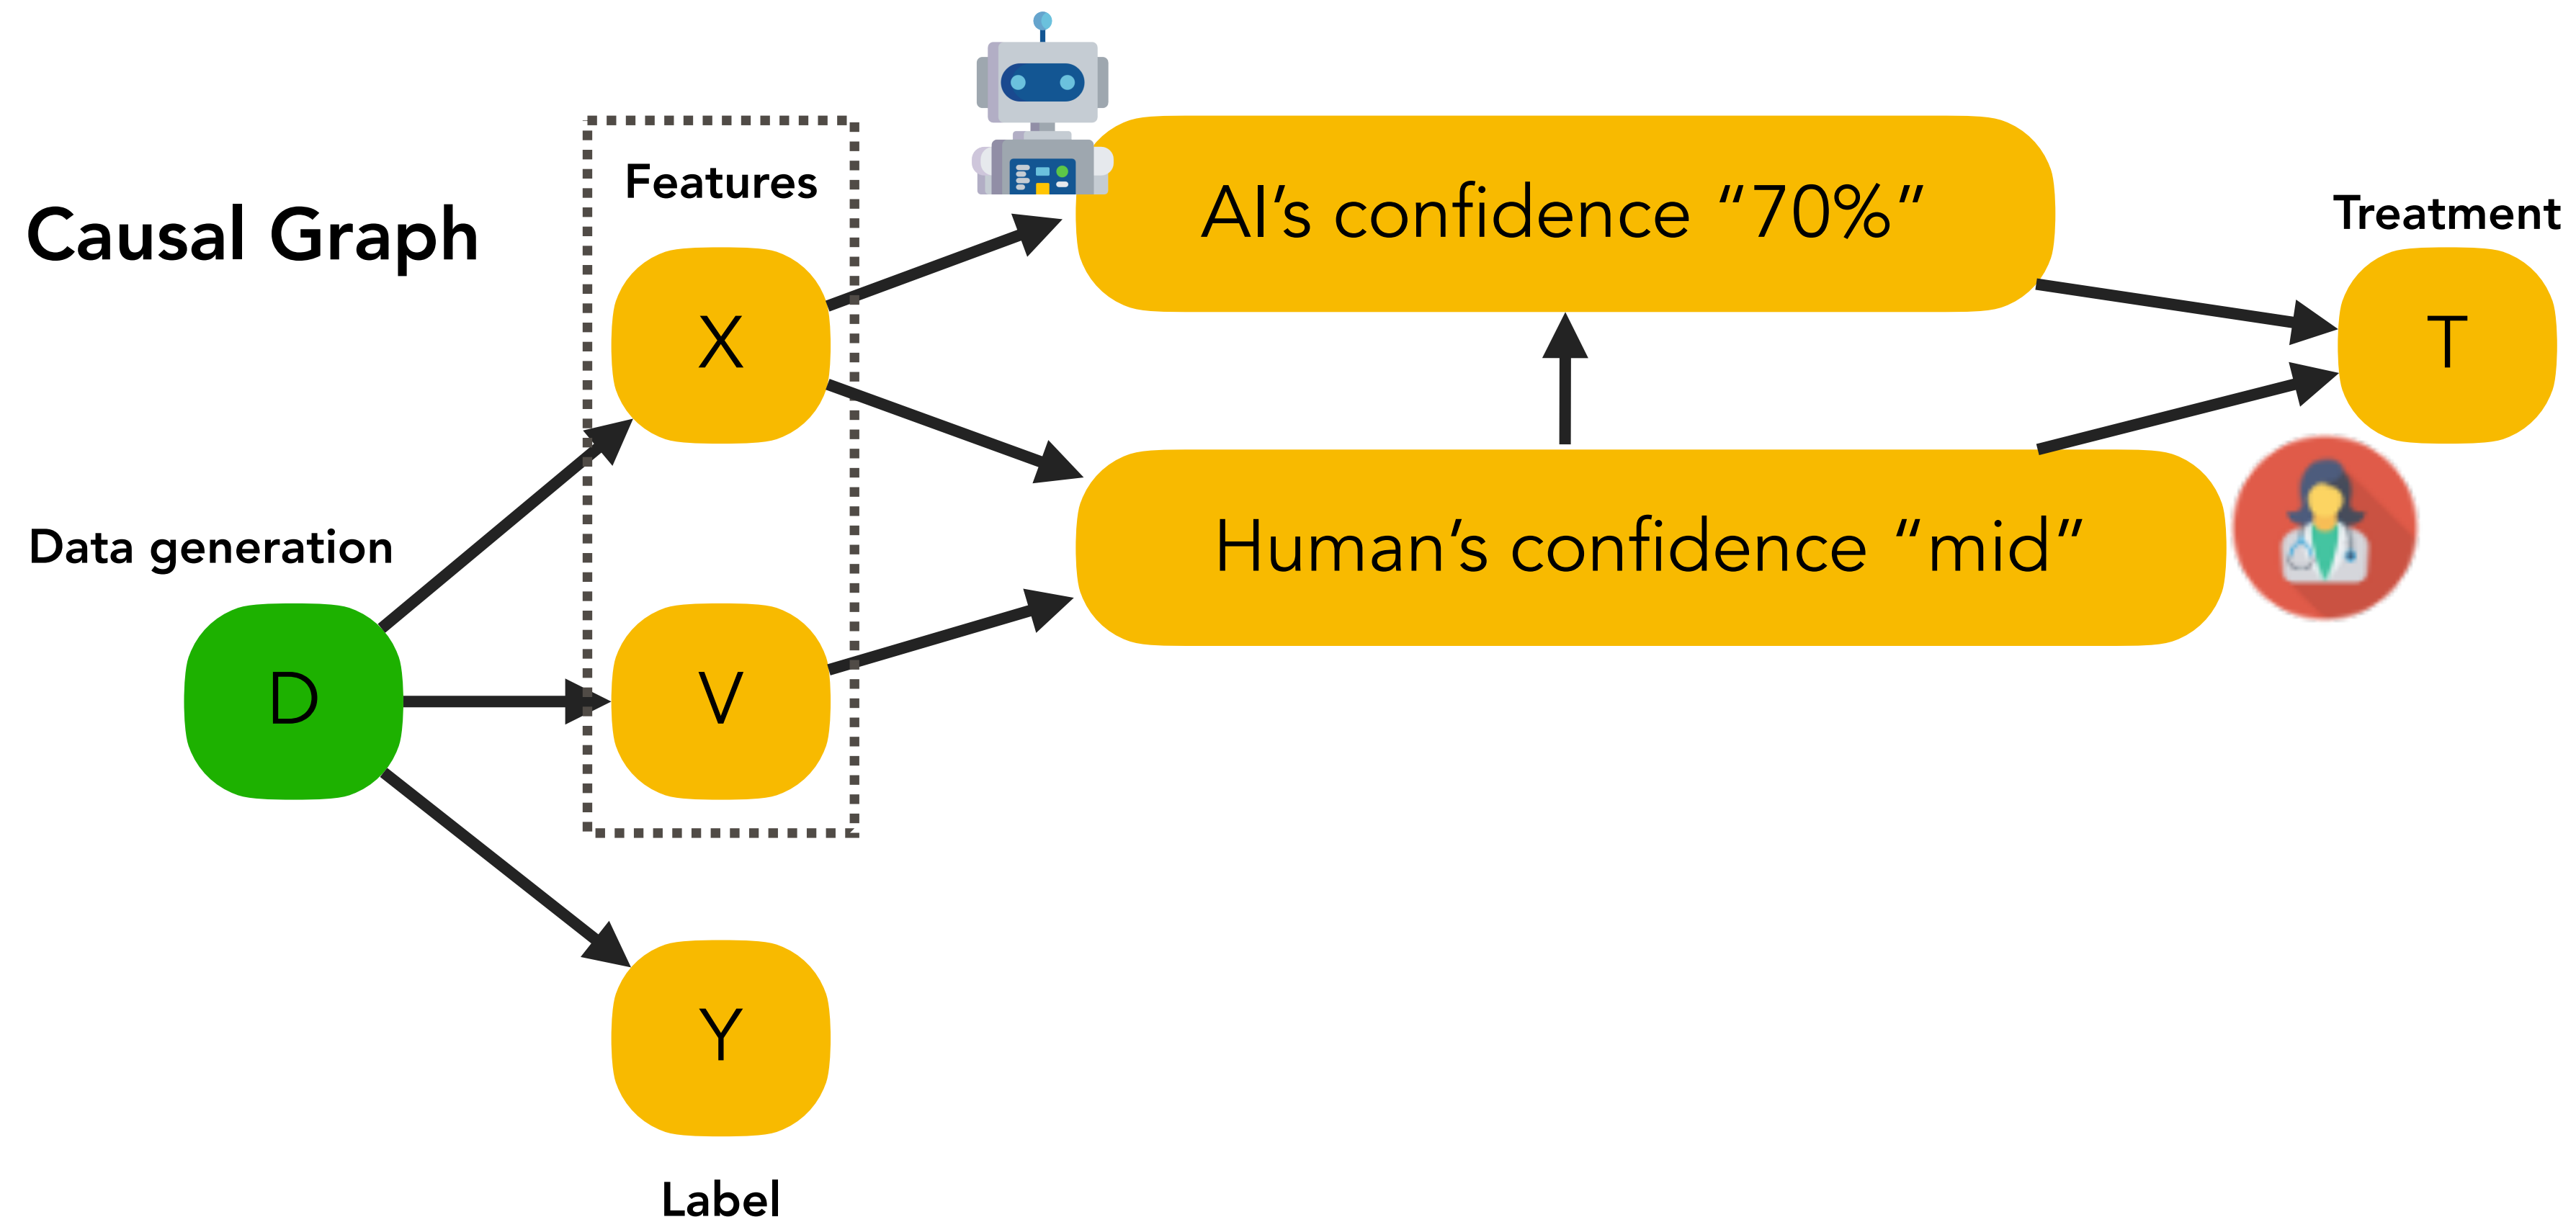 Causal Graph
Features
X
AI’s confidence “70%”
Treatment
T
Data generation
Human’s confidence “mid”
D
V
Y
Label